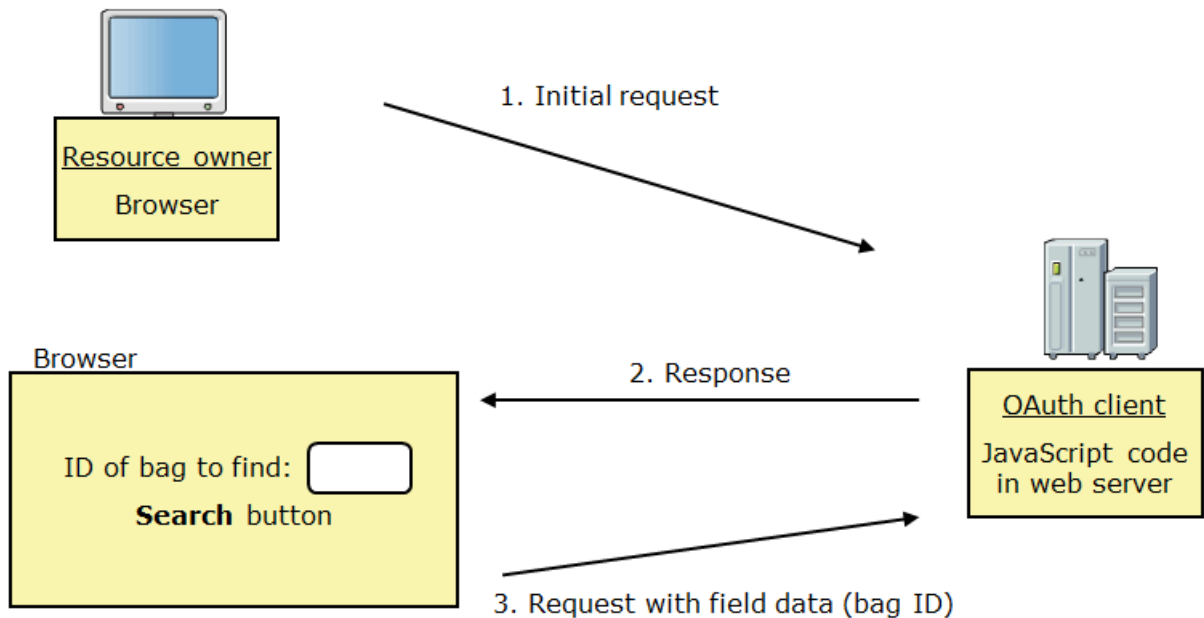 1. Initial request
Resource owner
Browser
Browser
2. Response
OAuth client
JavaScript code
in web server
ID of bag to find:
Search button
3. Request with field data (bag ID)